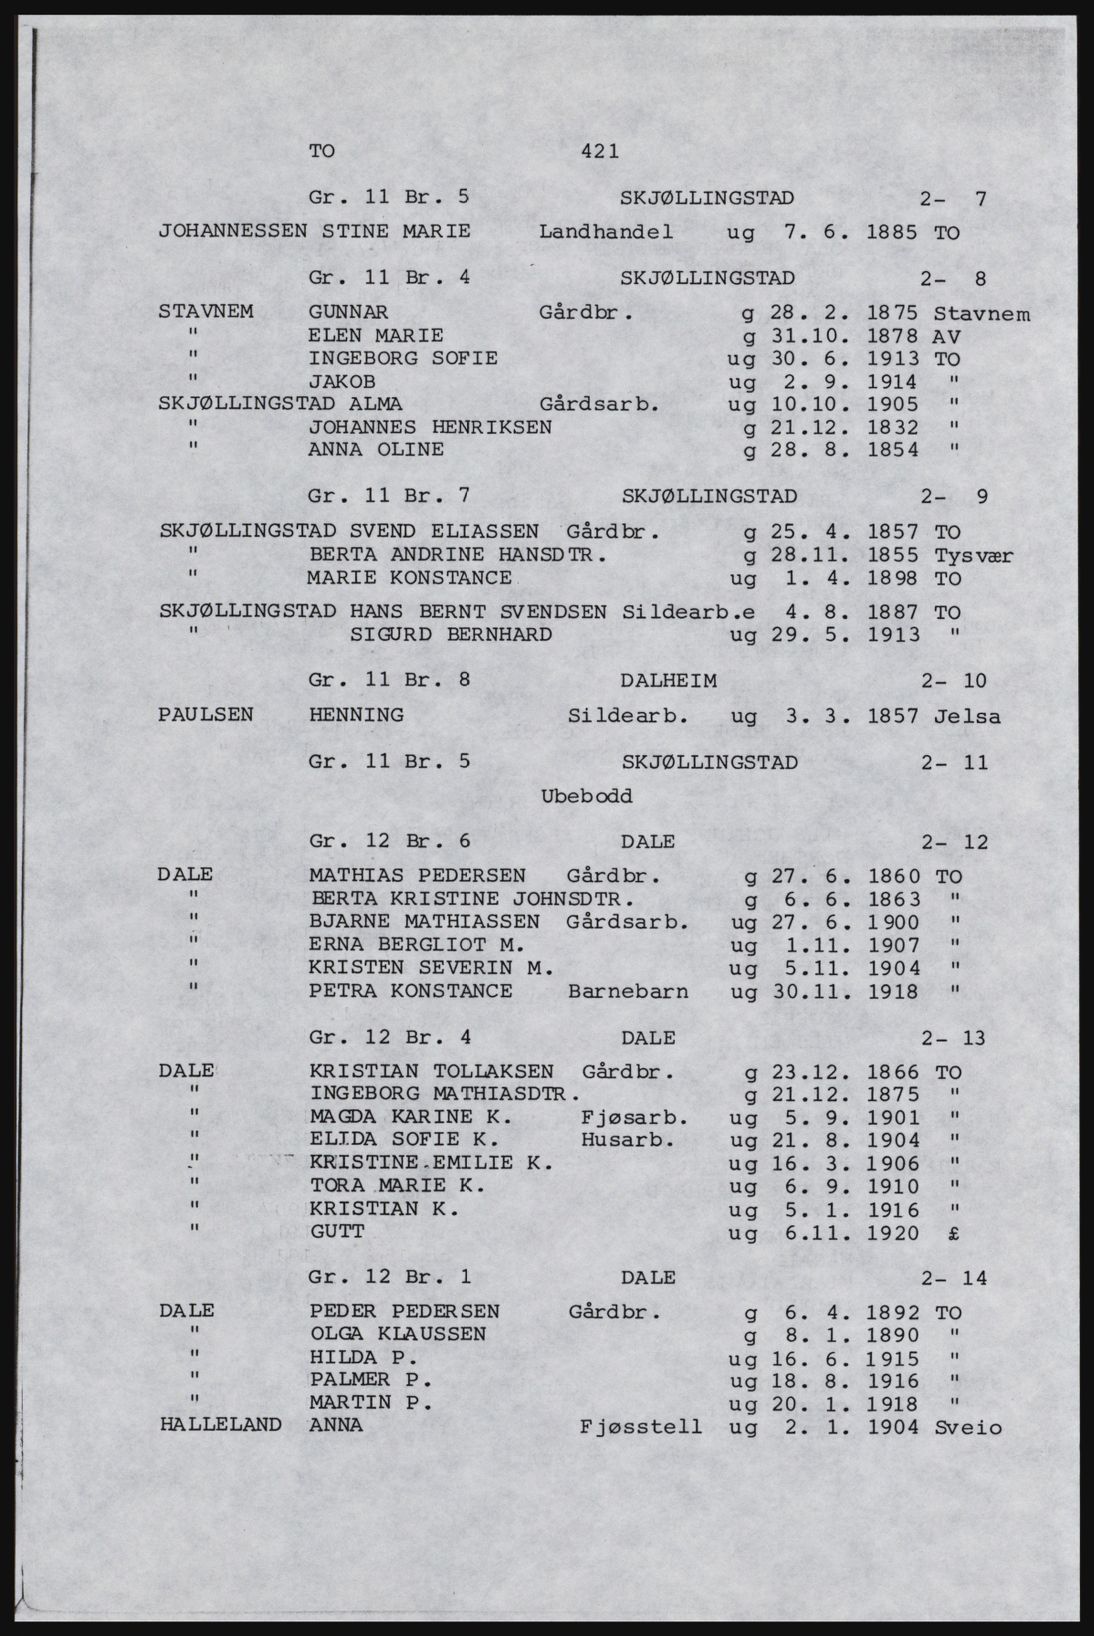 TO 421
Gr. 11 Br. 5 SKJØLLINGSTAD 2- 7
JOHANNESSEN STINE MARIE Landhandel ug 7. 6. 1885 TO
Gr. 11 Br. 4 SKJØLLINGSTAD 2- 8
STAVNEM GUNNAR Gårdbr. g 28. 2. 1875 Stavnem
" ELEN MARIE g 31.10. 1878 AV
" INGEBORG SOFIE ug 30. 6. 1913 TO
" JAKOB ug 2. 9. 1914 "
SKJØLLINGSTAD ALMA Gårdsarb. ug 10.10. 1905 "
" JOHANNES HENRIKSEN g 21.12. 1832 "
" ANNA OLINE g 28. 8. 1854 "
Gr. 11 Br. 7 SKJØLLINGSTAD 2- 9
SKJØLLINGSTAD SVEND ELIASSEN Gårdbr. g 25. 4. 1857 TO
" BERTA ANDRINE HANSDTR. g 28.11. 1855 Tysvær
" MARIE KONSTANCE ug 1. 4. 1898 TO
SKJØLLINGSTAD HANS BERNT SVENDSEN Sildearb.e 4. 8. 1887 TO
" SIGURD BERNHARD ug 29. 5. 1913 "
Gr. 11 Br. 8 DALHEIM 2- 10
PAULSEN HENNING Sildearb. ug 3. 3. 1857 Jelsa
Gr. 11 Br. 5 SKJØLLINGSTAD 2- 11
Ubebodd
Gr. 12 Br. 6 DALE 2- 12
DALE MATHIAS PEDERSEN Gårdbr. g 27. 6. 1860 TO
" BERTA KRISTINE JOHNSDTR. g 6. 6. 1863 "
" BJARNE MATHIASSEN Gårdsarb. ug 27. 6. 1900 "
" ERNA BERGLIOT M. ug 1.11. 1907 "
" KRISTEN SEVERIN M. ug 5.11. 1904 "
" PETRA KONSTANCE Barnebarn ug 30.11. 1918 "
Gr. 12 Br. 4 DALE 2- 13
DALE KRISTIAN TOLLAKSEN Gårdbr. g 23.12. 1866 TO
" INGEBORG MATHIASDTR. g 21.12. 1875 "
" MAGDA KARINE K. Fjøsarb. ug 5. 9. 1901 "
" ELIDA SOFIE K. Husarb. ug 21. 8. 1904 "
" KRISTINE EMILIE K. ug 16. 3. 1906 "
" TORA MARIE K. ug 6. 9. 1910 "
" KRISTIAN K. ug 5. 1. 1916 "
" GUTT ug 6.11. 1920 £
Gr. 12 Br. 1 DALE 2- 14
DALE PEDER PEDERSEN Gårdbr. g 6. 4. 1892 TO
" OLGA KLAUSSEN g 8. 1. 1890 "
" HILDA P. ug 16. 6. 1915 "
" PALMER P. ug 18. 8. 1916 "
" MARTIN P. ug 20. 1. 1918 "
HALLELAND ANNA Fjøsstell ug 2. 1. 1904 Sveio